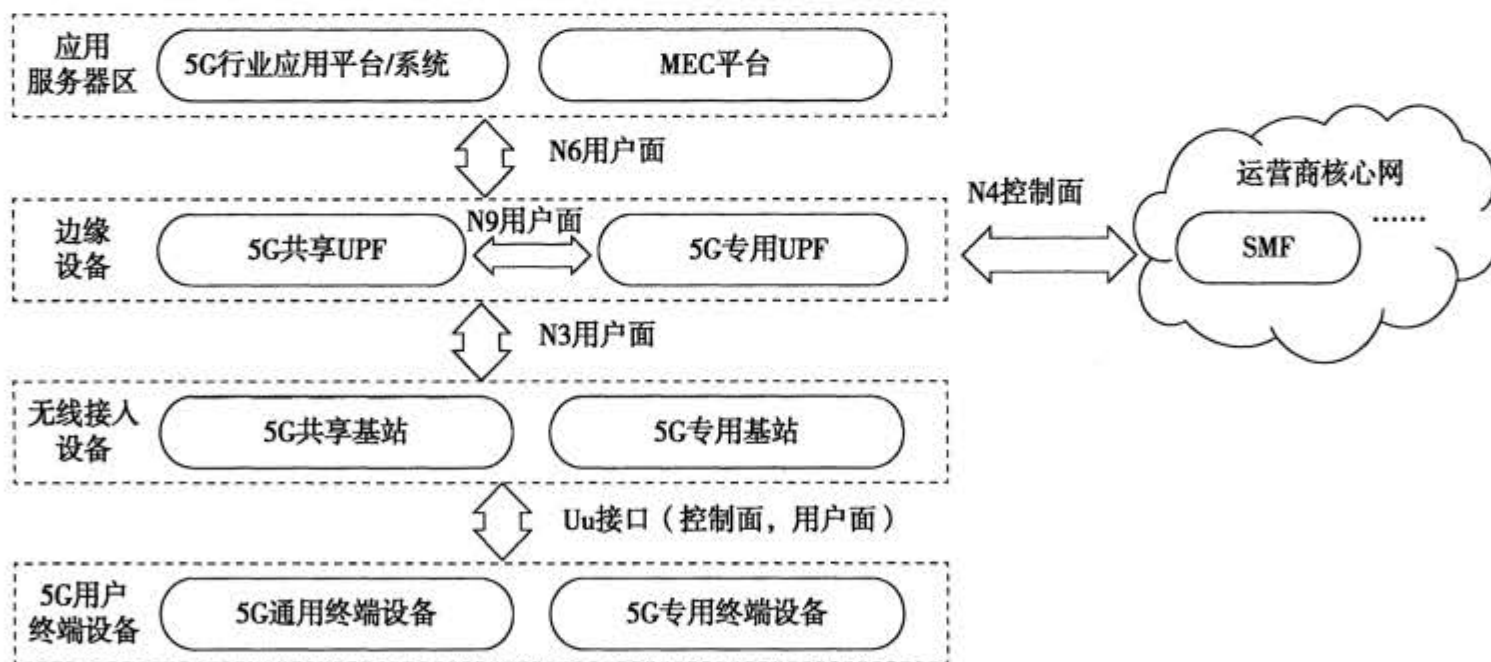 应用
服务器区
5G行业应用平台/系统
MEC平台
N6用户面
边缘
设备
5G共享UPF
N9用户面
5G专用UPF
N4控制面
运营商核心网
SMF
……
N3用户面
无线接入
设备
5G共享基站
5G专用基站
Uu接口（控制面，用户面）
5G用户
终端设备
5G通用终端设备
5G专用终端设备